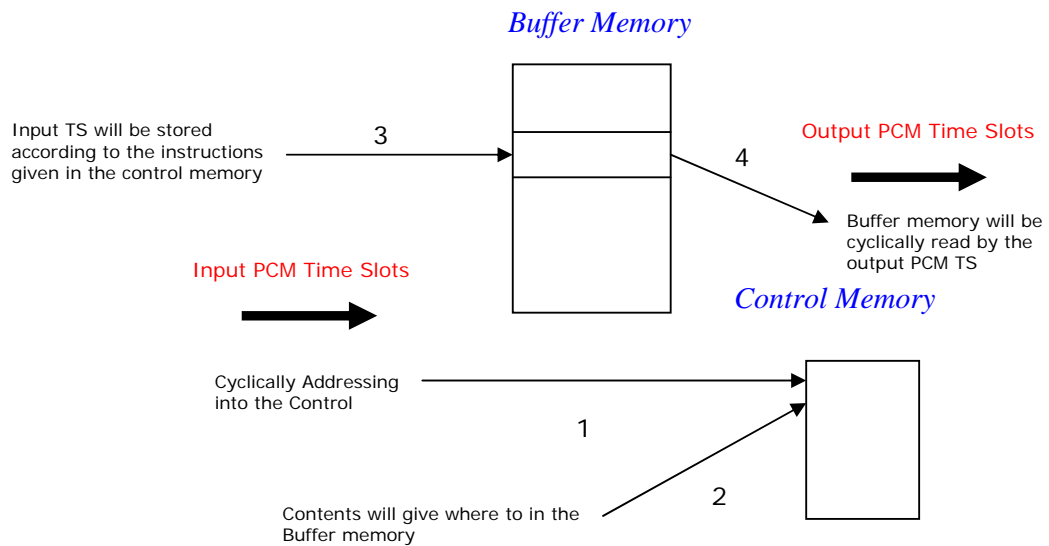 Buffer Memory
Input TS will be stored
according to the instructions
given in the control memory
3
4
Output PCM Time Slots
Buffer memory will be
cyclically read by the
output PCM TS
Input PCM Time Slots
Control Memory
Cyclically Addressing
into the Control
1
2
Contents will give where to in the
Buffer memory